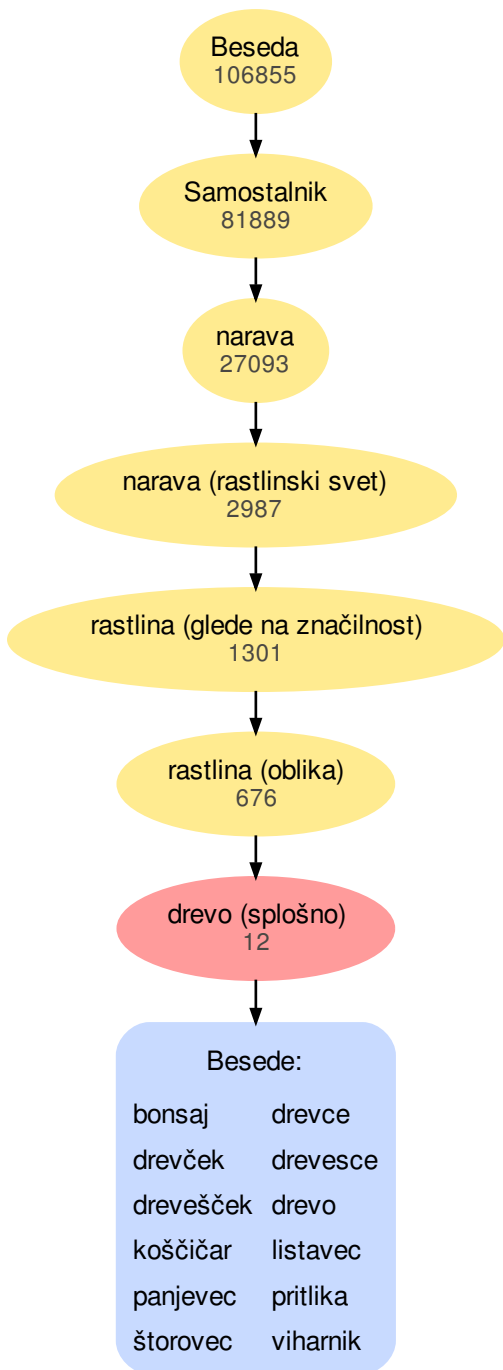 Beseda
106855
Samostalnik
81889
narava
27093
narava (rastlinski svet)
2987
rastlina (glede na značilnost)
1301
rastlina (oblika)
676
drevo (splošno)
12
Besede:
bonsaj drevce
drevček drevesce
drevešček drevo
koščičar listavec
panjevec pritlika
štorovec viharnik